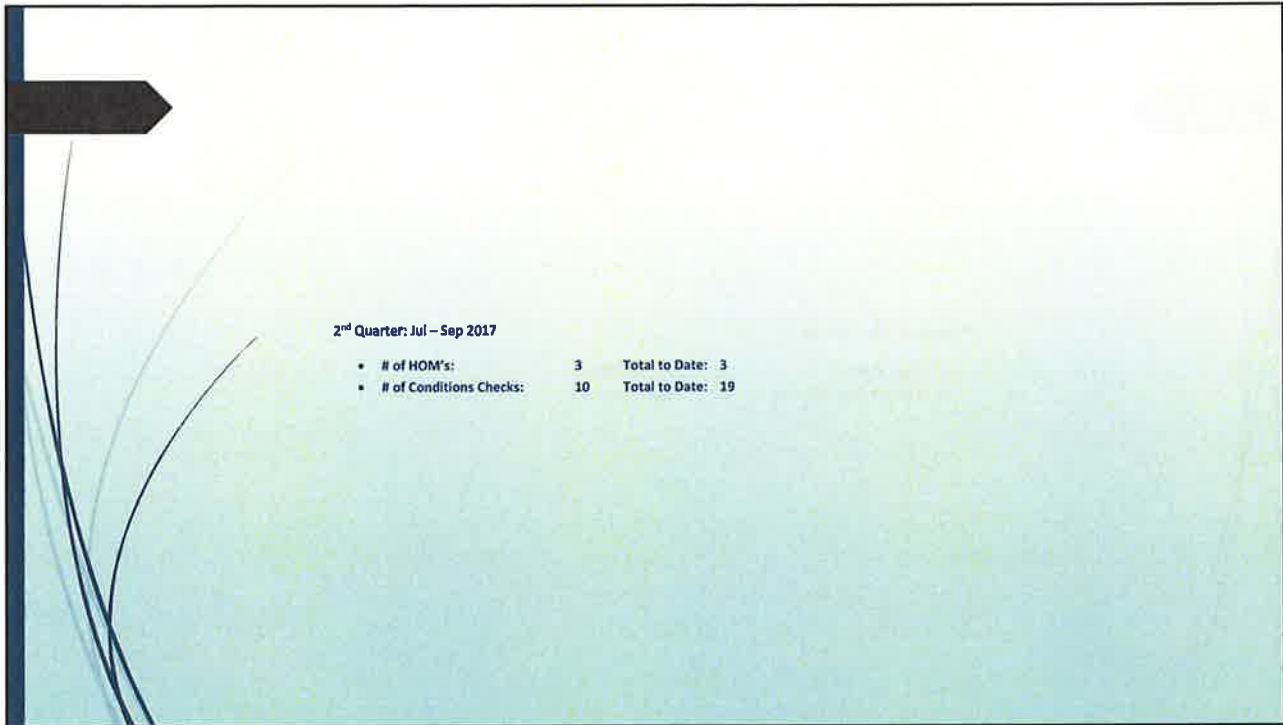 2nd Quarter: Jul – Sep 2017
• # of HOM's: 3 Total to Date: 3
• # of Conditions Checks: 10 Total to Date: 19